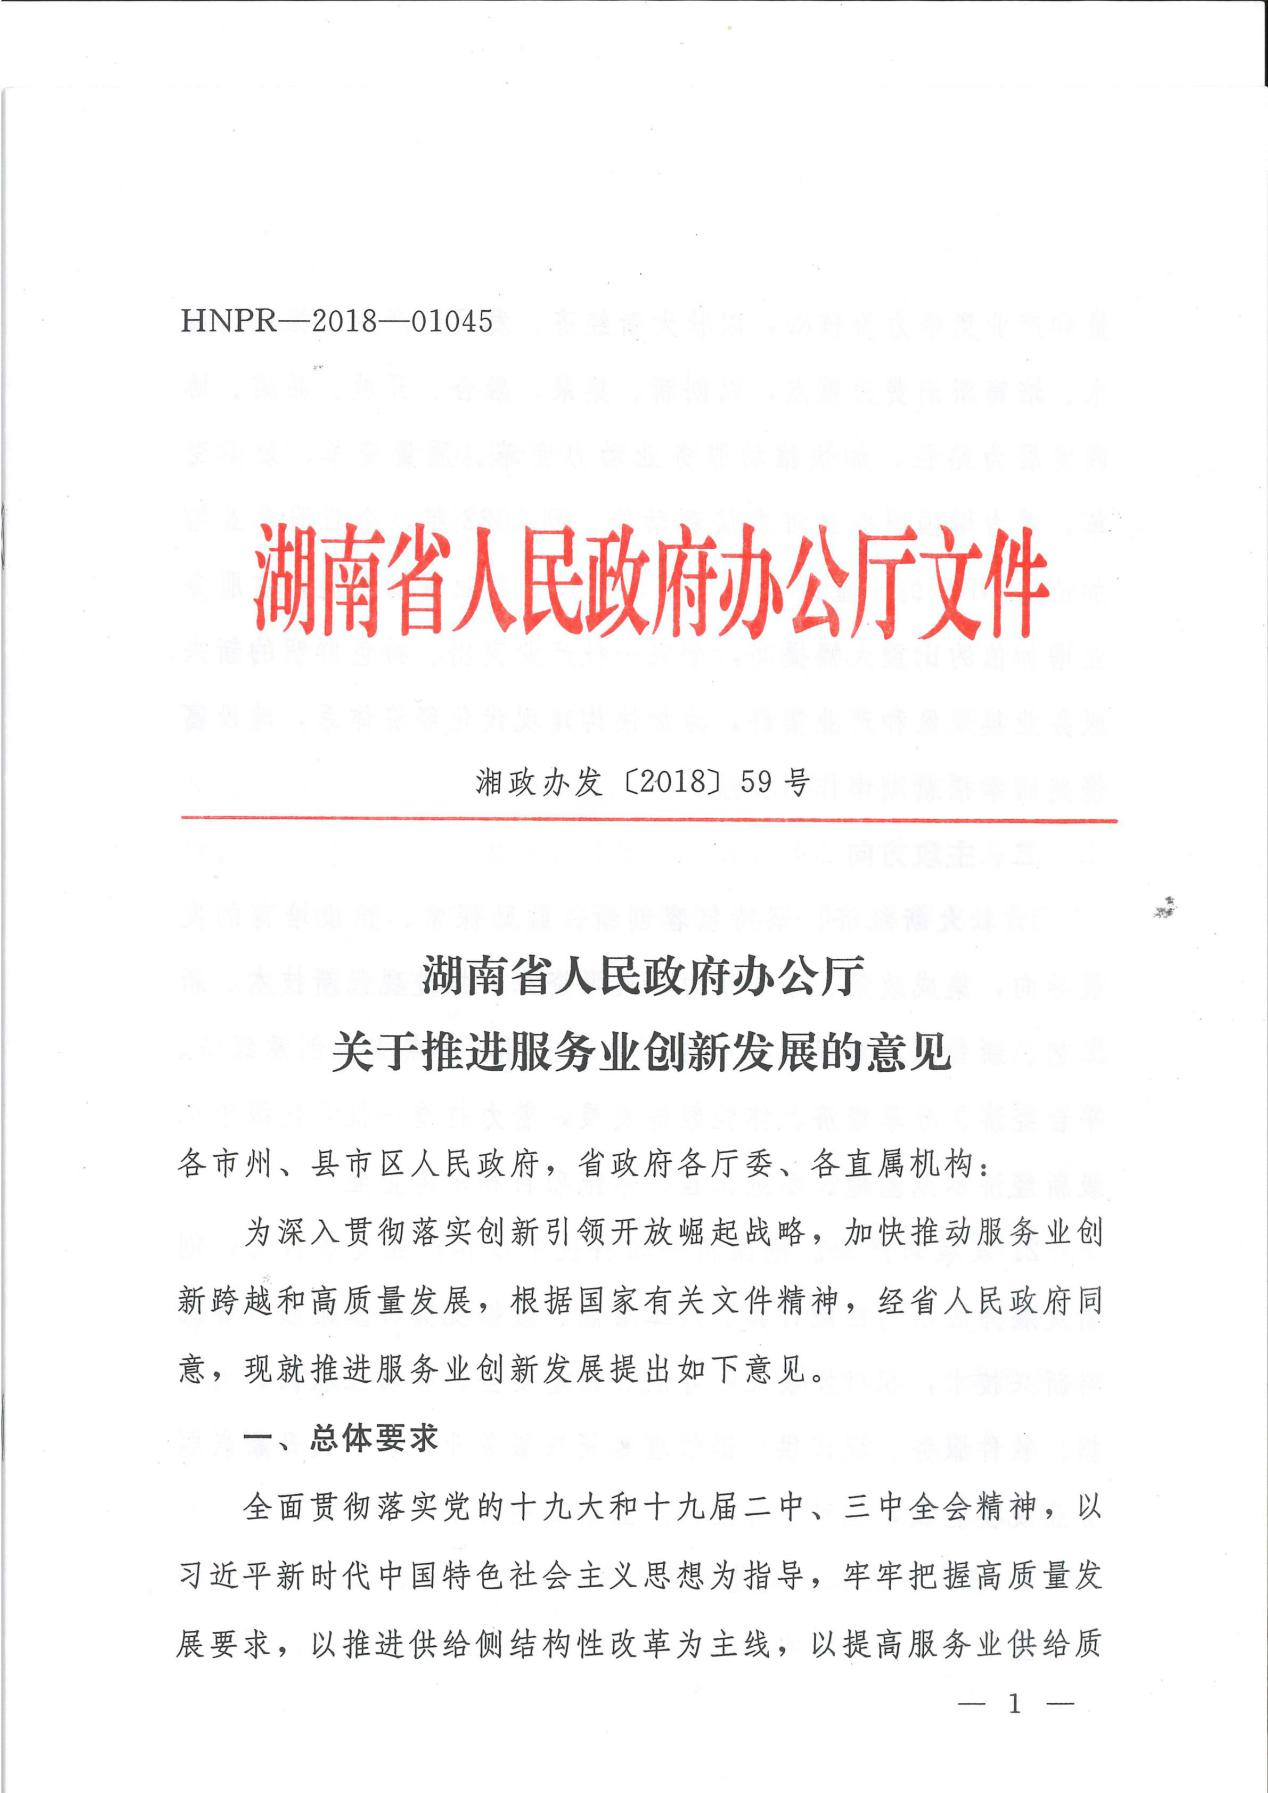 HNPR—2018—01045
湖南省人民政府办公厅文件
湘政办发〔2018〕59号
湖南省人民政府办公厅
关于推进服务业创新发展的意见
各市州、县市区人民政府，省政府各厅委、各直属机构：
为深入贯彻落实创新引领开放崛起战略，加快推动服务业创
新跨越和高质量发展，根据国家有关文件精神，经省人民政府同
意，现就推进服务业创新发展提出如下意见。
一、总体要求
全面贯彻落实党的十九大和十九届二中、三中全会精神，以
习近平新时代中国特色社会主义思想为指导，牢牢把握高质量发
展要求，以推进供给侧结构性改革为主线，以提高服务业供给质
— 1 —